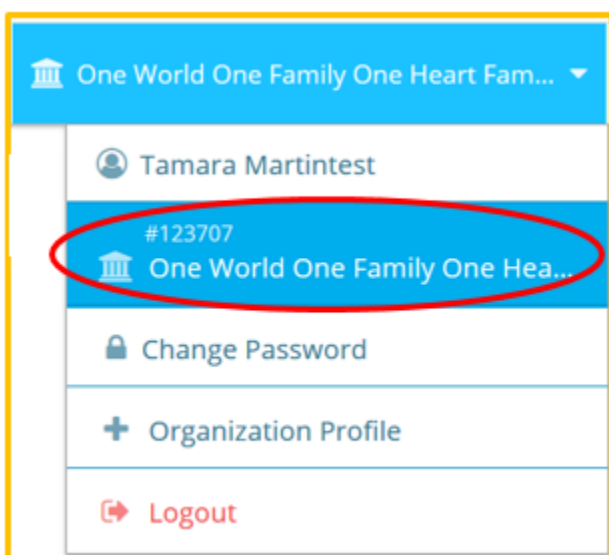 One World One Family One Heart Fam...
Tamara Martintest
#123707
One World One Family One Hea...
Change Password
Organization Profile
Logout